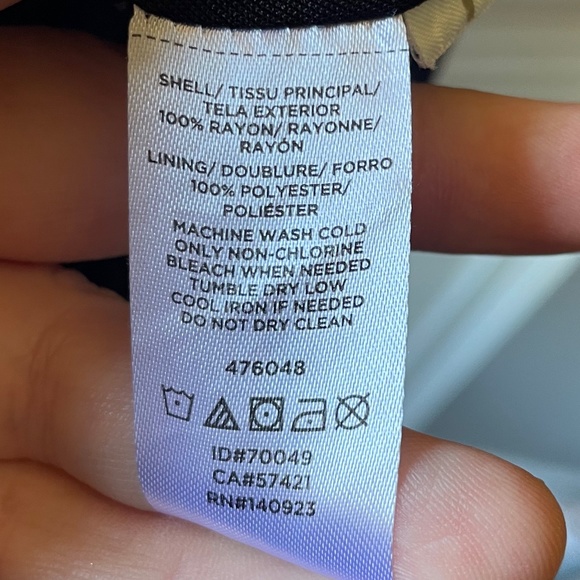 SHELL/ TISSU PRINCIPAL/
TELA EXTERIOR
100% RAYON/ RAYONNE/
RAYÓN
LINING/ DOUBLURE/ FORRO
100% POLYESTER/
POLIÉSTER
MACHINE WASH COLD
ONLY NON-CHLORINE
BLEACH WHEN NEEDED
TUMBLE DRY LOW
COOL IRON IF NEEDED
DO NOT DRY CLEAN
476048
ID#70049
CA#57421
RN#140923